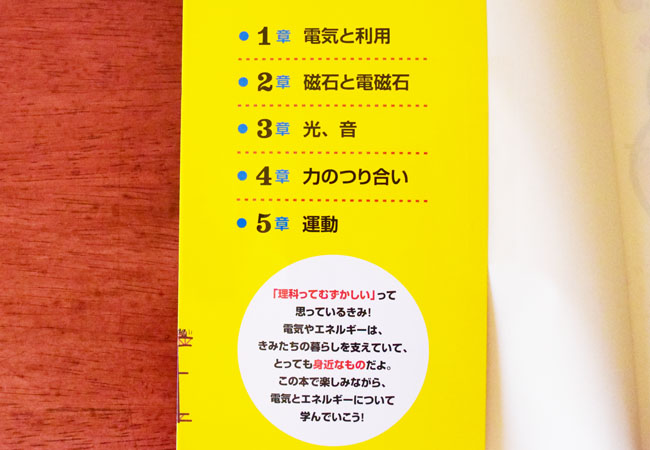 ● 1章 電気と利用
● 2章 磁石と電磁石
● 3章 光、音
● 4章 力のつり合い
● 5章 運動
「理科ってむずかしい」って
思っているきみ!
電気やエネルギーは、
きみたちの暮らしを支えていて、
とっても身近なものだよ。
この本で楽しみながら、
電気とエネルギーについて
学んでいこう!